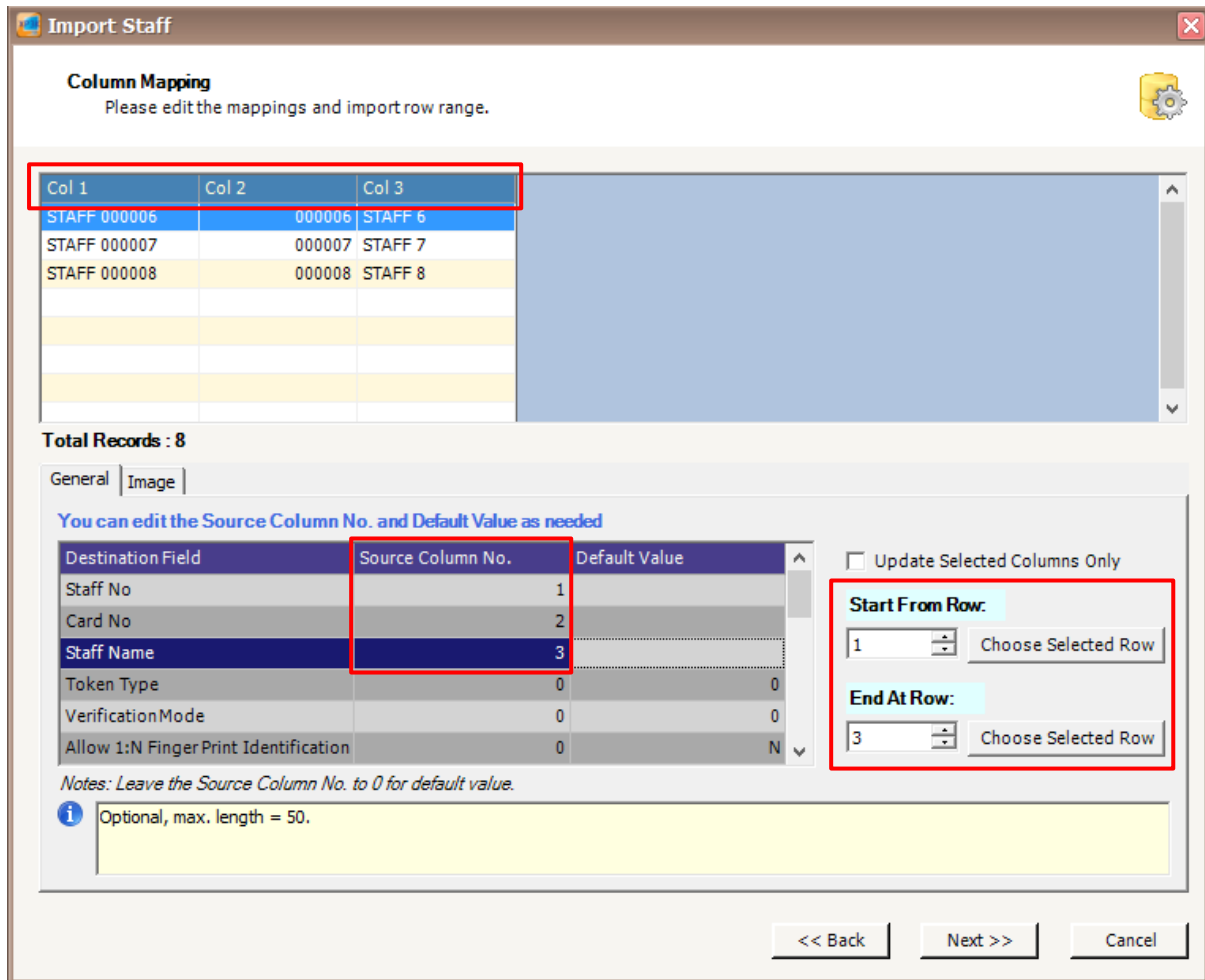 Import Staff
Column Mapping
Please edit the mappings and import row range.
Col 1 Col 2 Col 3
STAFF 000006 000006 STAFF 6
STAFF 000007 000007 STAFF 7
STAFF 000008 000008 STAFF 8
Total Records : 8
General Image
You can edit the Source Column No. and Default Value as needed
Destination Field Source Column No. Default Value
Update Selected Columns Only
Staff No 1
Start From Row:
Card No 2
1 Choose Selected Row
Staff Name 3
Token Type 0 0
End At Row:
Verification Mode 0 0
3 Choose Selected Row
Allow 1:N Finger Print Identification 0 N
Notes: Leave the Source Column No. to 0 for default value.
Optional, max. length = 50.
<< Back Next >> Cancel